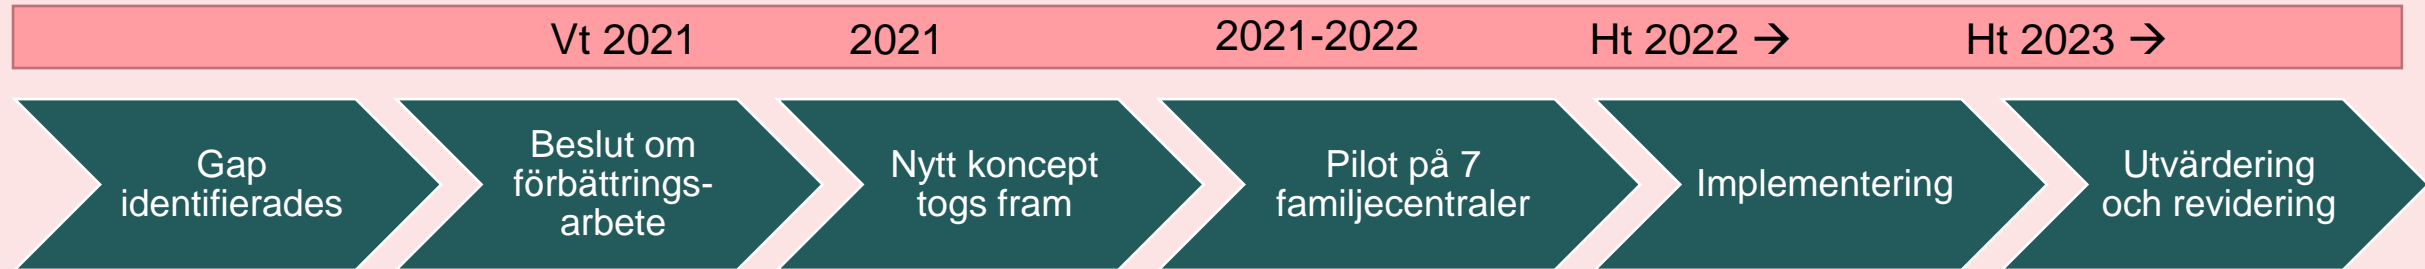 Vt 2021 2021 2021-2022 Ht 2022 → Ht 2023 →
Gap
identifierades
Beslut om
förbättrings-
arbete
Nytt koncept
togs fram
Pilot på 7
familjecentraler
Implementering
Utvärdering
och revidering